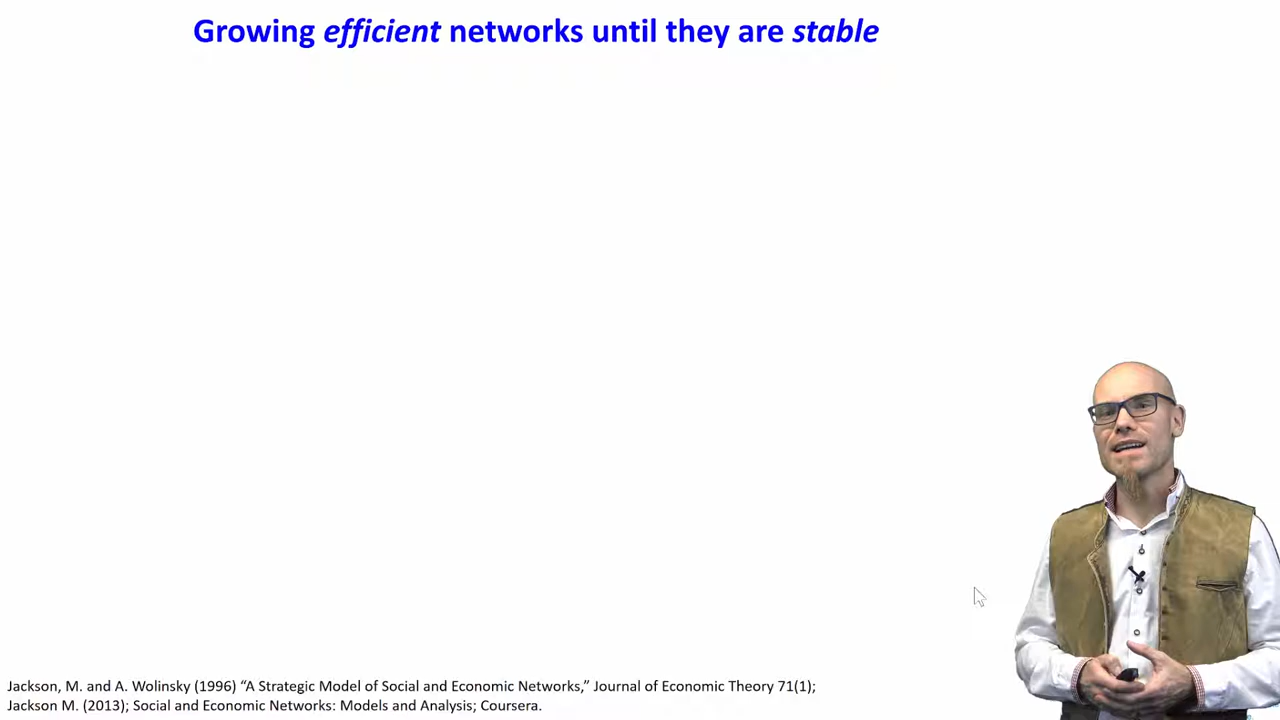 Growing efficient networks until they are stable
Jackson, M. and A. Wolinsky (1996) “A Strategic Model of Social and Economic Networks,” Journal of Economic Theory 71(1);
Jackson M. (2013); Social and Economic Networks: Models and Analysis; Coursera.